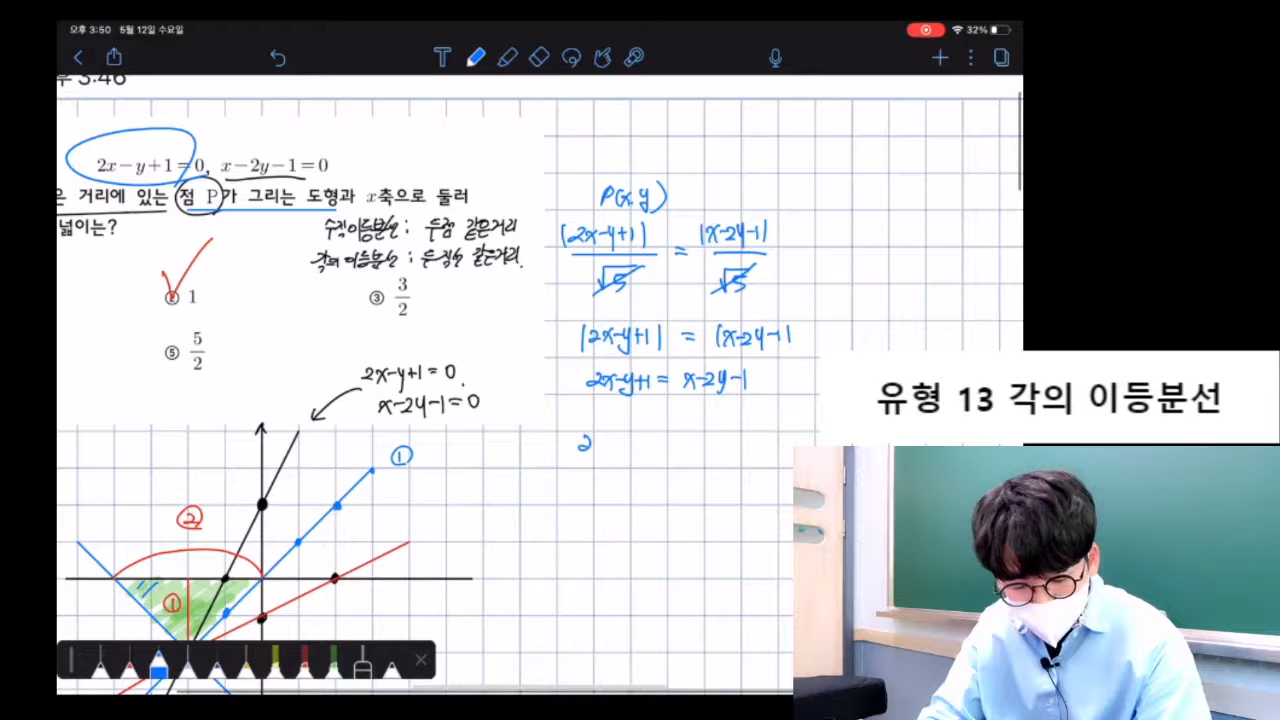 오후 3:50 5월 12일 수요일
32%
후 3:46
2x-y+1=0, x-2y-1=0
은 거리에 있는 점 P가 그리는 도형과 x축으로 둘러
넓이는?
수직이등분선 : 두점 같은거리
각의 이등분선 : 두직선 같은거리.
② 1
③ 3/2
⑤ 5/2
2x-y+1=0.
x-2y-1=0
①
②
①
P(x,y)
|2x-y+1|/√5 = |x-2y-1|/√5
|2x-y+1| = |x-2y-1|
2x-y+1 = x-2y-1
2
유형 13 각의 이등분선